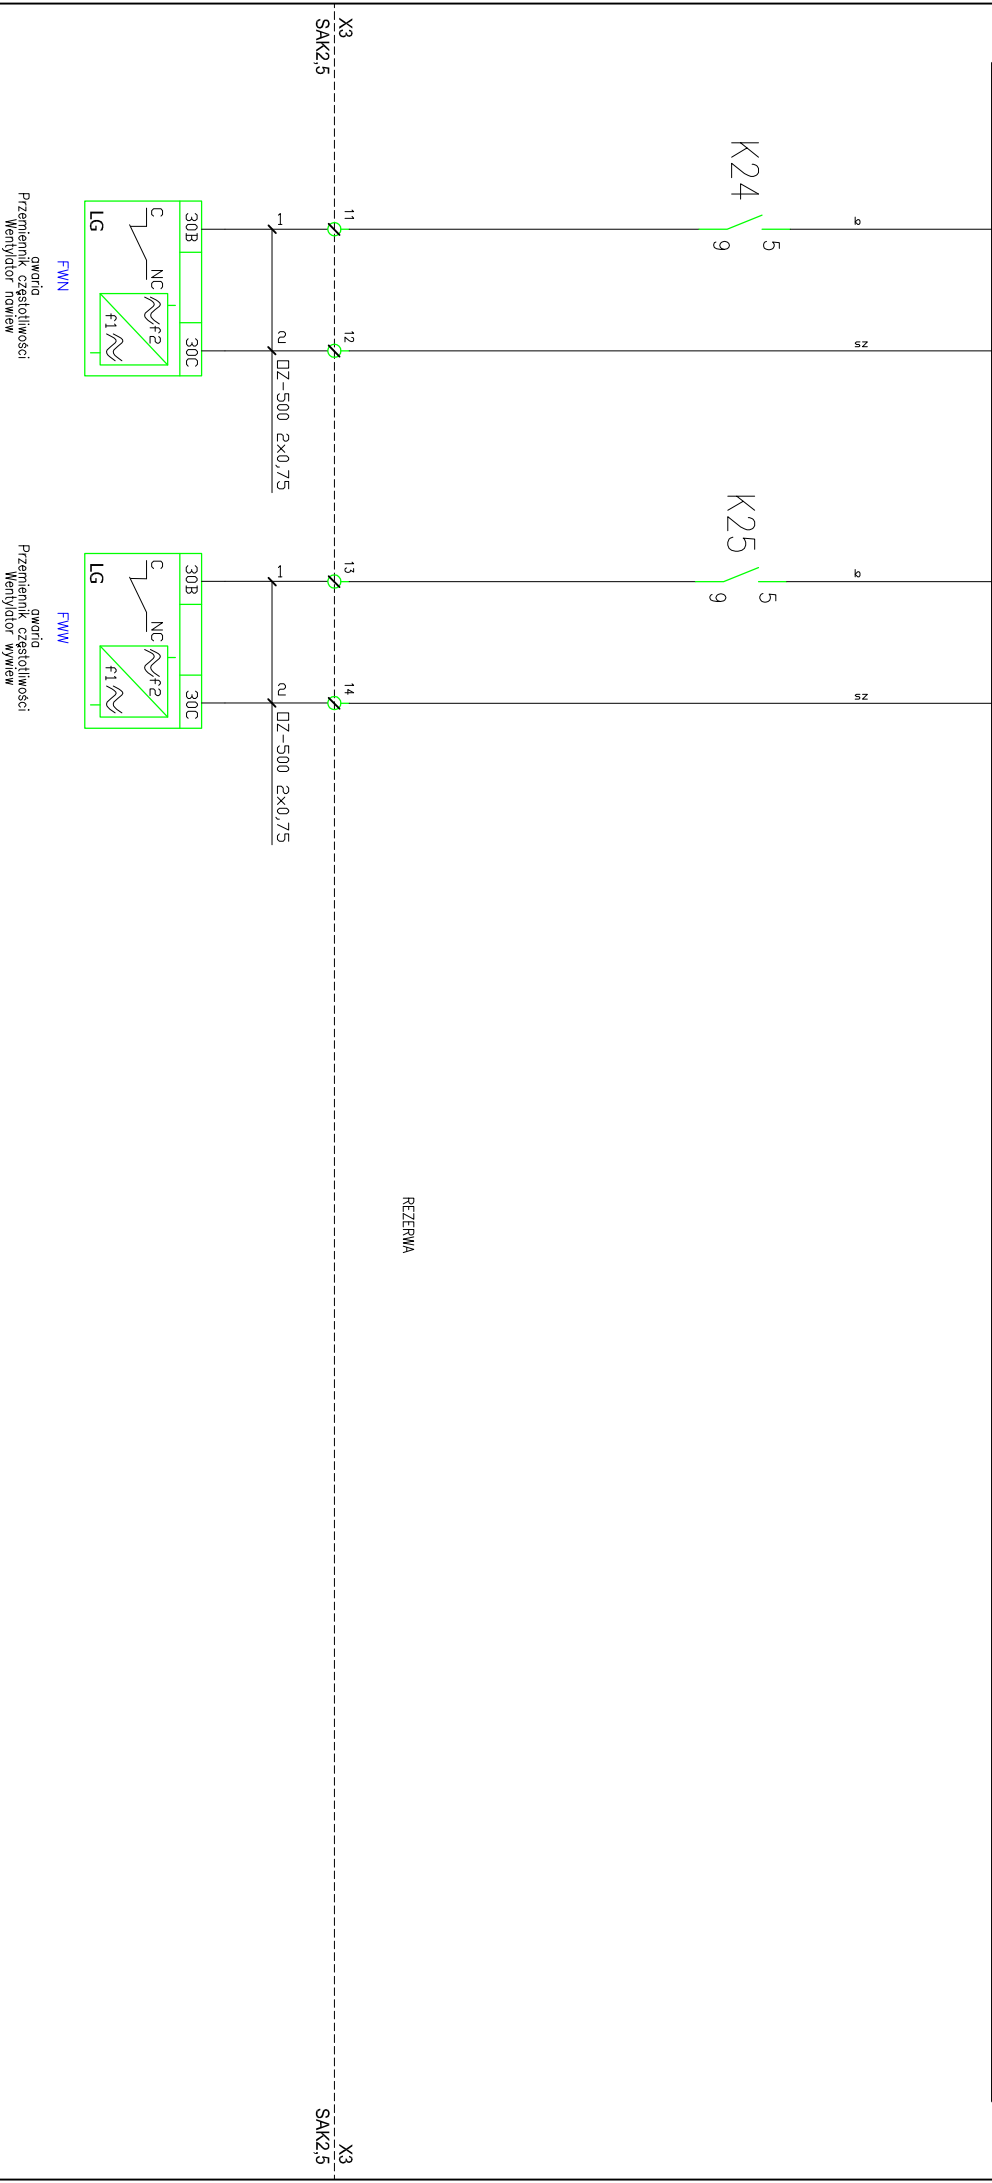 sz
sz
K24
5
9
K25
5
9
REZERWA
X3
11
12
13
14
X3
SAK2,5
SAK2,5
1
2
OZ-500 2x0,75
1
2
OZ-500 2x0,75
30B
30C
C
NC
f2
f1
LG
30B
30C
C
NC
f2
f1
LG
FWN
FWW
awaria
Przemiennik częstotliwości
Wentylator nawiew
awaria
Przemiennik częstotliwości
Wentylator wywiew